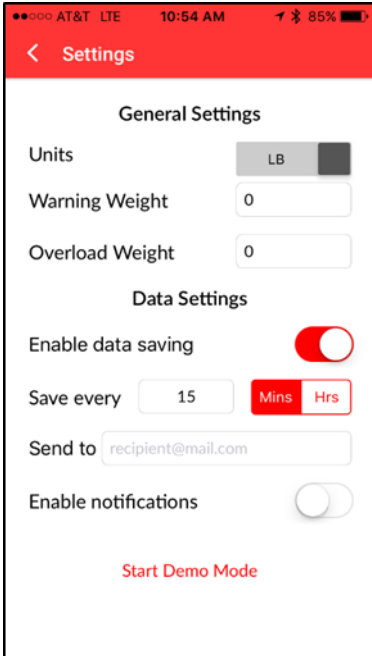 AT&T LTE 10:54 AM 85%
Settings
General Settings
Units LB
Warning Weight 0
Overload Weight 0
Data Settings
Enable data saving
Save every 15 Mins Hrs
Send to recipient@mail.com
Enable notifications
Start Demo Mode